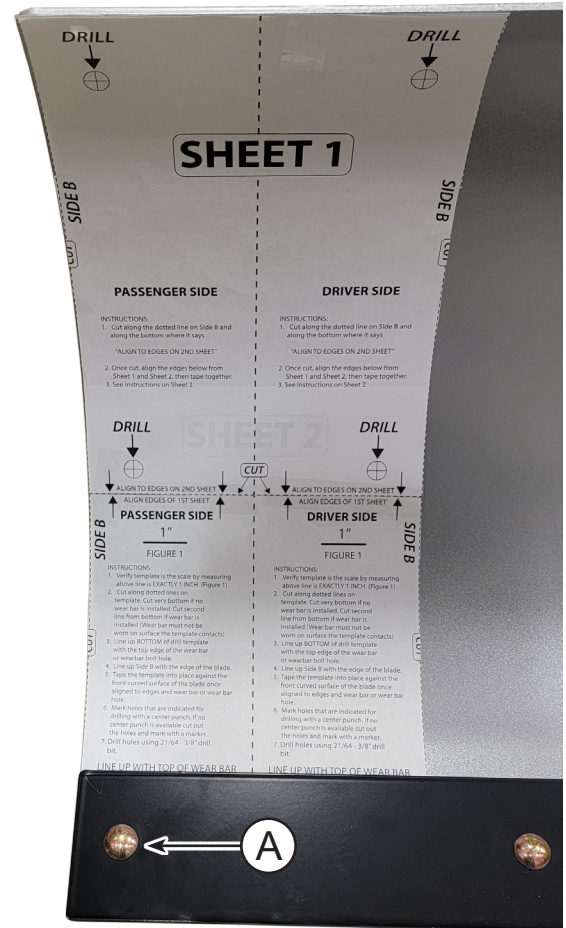 DRILL
DRILL
SHEET 1
SIDE B
SIDE B
CUT
CUT
PASSENGER SIDE
INSTRUCTIONS:
1. Cut along the dotted line on Side B and
along the bottom where it says
"ALIGN TO EDGES ON 2ND SHEET"
2. Once cut, align the edges below from
Sheet 1 and Sheet 2, then tape together.
3. See instructions on Sheet 2.
DRIVER SIDE
INSTRUCTIONS:
1. Cut along the dotted line on Side B and
along the bottom where it says
"ALIGN TO EDGES ON 2ND SHEET"
2. Once cut, align the edges below from
Sheet 1 and Sheet 2, then tape together.
3. See instructions on Sheet 2.
SHEET 2
DRILL
DRILL
CUT
ALIGN TO EDGES ON 2ND SHEET
ALIGN TO EDGES ON 2ND SHEET
ALIGN EDGES OF 1ST SHEET
ALIGN EDGES OF 1ST SHEET
SIDE B
PASSENGER SIDE
1"
FIGURE 1
INSTRUCTIONS:
1. Verify template is the scale by measuring
above line is EXACTLY 1 INCH. (Figure 1)
2. Cut along dotted lines on
template. Cut very bottom if no
wear bar is installed. Cut second
line from bottom if wear bar is
installed (Wear bar must not be
worn on surface the template contacts)
3. Line up BOTTOM of drill template
with the top edge of the wear bar
or wearbar bolt hole.
4. Line up Side B with the edge of the blade.
5. Tape the template into place against the
front curved surface of the blade once
aligned to edges and wear bar or wear bar
hole.
6. Mark holes that are indicated for
drilling with a center punch. If no
center punch is available cut out
the holes and mark with a marker.
7. Drill holes using 21/64 - 3/8" drill
bit.
LINE UP WITH TOP OF WEAR BAR
DRIVER SIDE
1"
FIGURE 1
SIDE B
INSTRUCTIONS:
1. Verify template is the scale by measuring
above line is EXACTLY 1 INCH. (Figure 1)
2. Cut along dotted lines on
template. Cut very bottom if no
wear bar is installed. Cut second
line from bottom if wear bar is
installed (Wear bar must not be
worn on surface the template contacts)
3. Line up BOTTOM of drill template
with the top edge of the wear bar
or wearbar bolt hole.
4. Line up Side B with the edge of the blade.
5. Tape the template into place against the
front curved surface of the blade once
aligned to edges and wear bar or wear bar
hole.
6. Mark holes that are indicated for
drilling with a center punch. If no
center punch is available cut out
the holes and mark with a marker.
7. Drill holes using 21/64 - 3/8" drill
bit.
LINE UP WITH TOP OF WEAR BAR
CUT
CUT
A